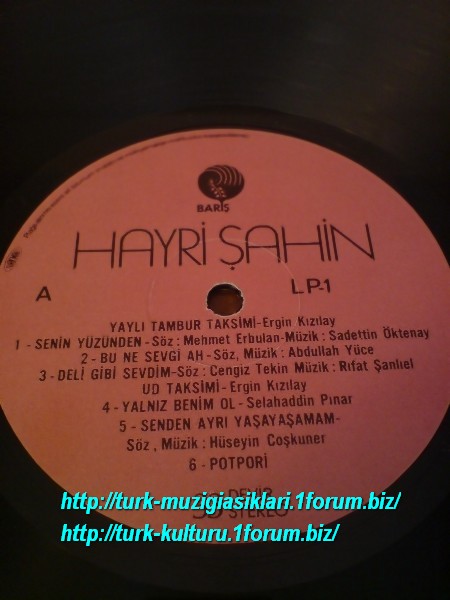 BARIŞ
HAYRİ ŞAHİN
A
LP-1
YAYLI TAMBUR TAKSİMİ-Ergin Kızılay
1 - SENİN YÜZÜNDEN-Söz: Mehmet Erbulan-Müzik: Sadettin Öktenay
2 - BU NE SEVGİ AH-Söz, Müzik: Abdullah Yüce
3 - DELİ GİBİ SEVDİM-Söz: Cengiz Tekin Müzik: Rıfat Şanlıel
UD TAKSİMİ-Ergin Kızılay
4 - YALNIZ BENİM OL-Selahaddin Pınar
5 - SENDEN AYRI YAŞAYAŞAMAM-
Söz, Müzik: Hüseyin Coşkuner
6 - POTPORİ
33 DEVİR
STEREO
http://turk-muzigiasiklari.1forum.biz/
http://turk-kulturu.1forum.biz/